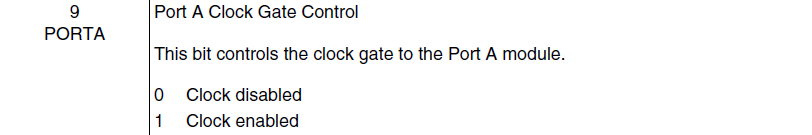 9
PORTA
Port A Clock Gate Control
This bit controls the clock gate to the Port A module.
0 Clock disabled
1 Clock enabled